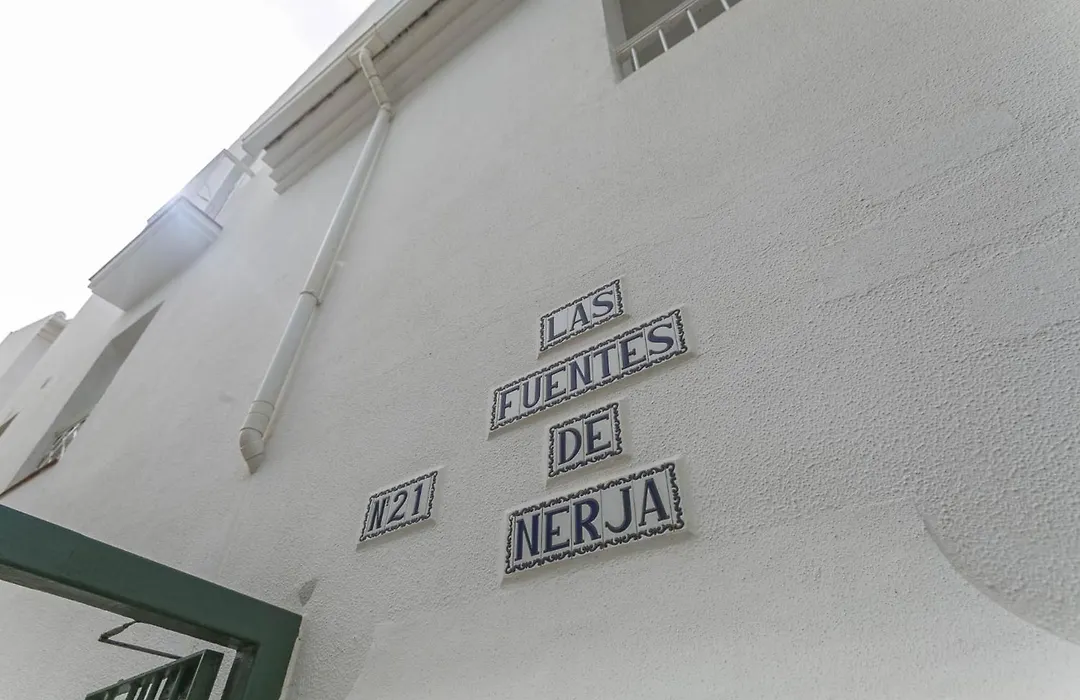 LAS
FUENTES
DE
NERJA
Nº21